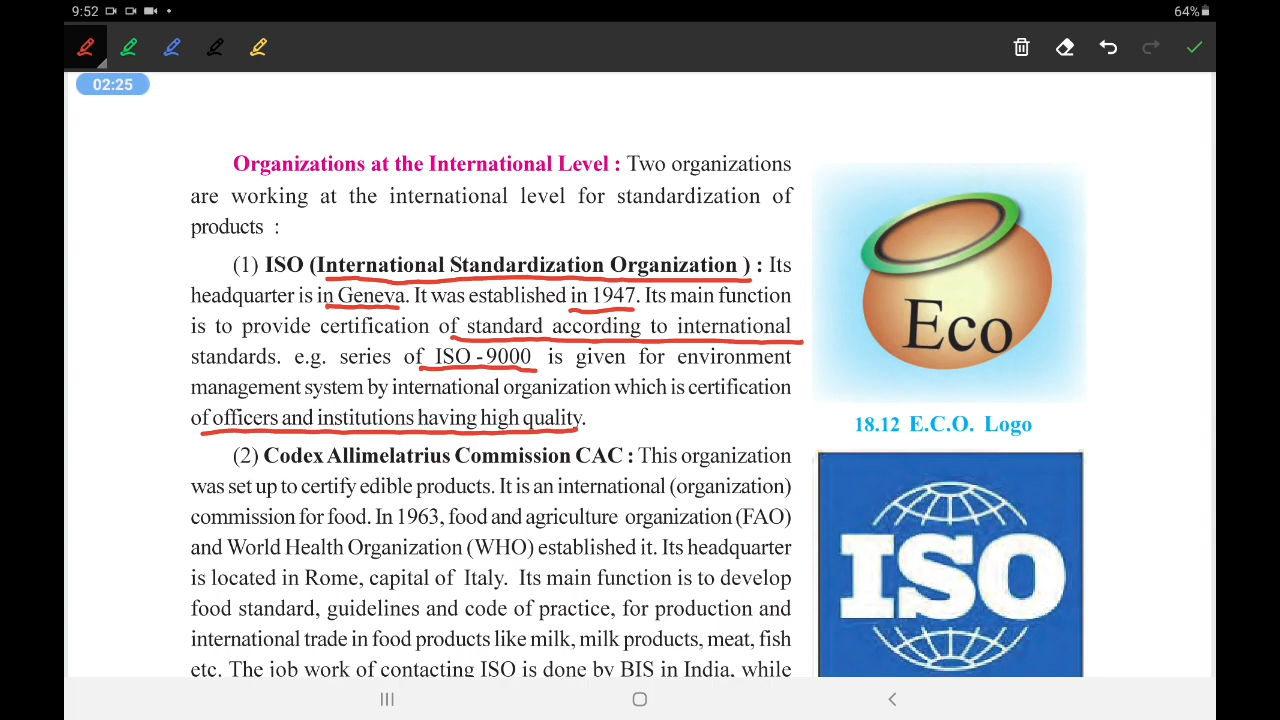 9:52
64%
02:25
Organizations at the International Level : Two organizations
are working at the international level for standardization of
products :
(1) ISO (International Standardization Organization ) : Its
headquarter is in Geneva. It was established in 1947. Its main function
is to provide certification of standard according to international
standards. e.g. series of ISO - 9000 is given for environment
management system by international organization which is certification
of officers and institutions having high quality.
(2) Codex Allimelatrius Commission CAC : This organization
was set up to certify edible products. It is an international (organization)
commission for food. In 1963, food and agriculture organization (FAO)
and World Health Organization (WHO) established it. Its headquarter
is located in Rome, capital of Italy. Its main function is to develop
food standard, guidelines and code of practice, for production and
international trade in food products like milk, milk products, meat, fish
etc. The job work of contacting ISO is done by BIS in India, while
Eco
18.12 E.C.O. Logo
ISO